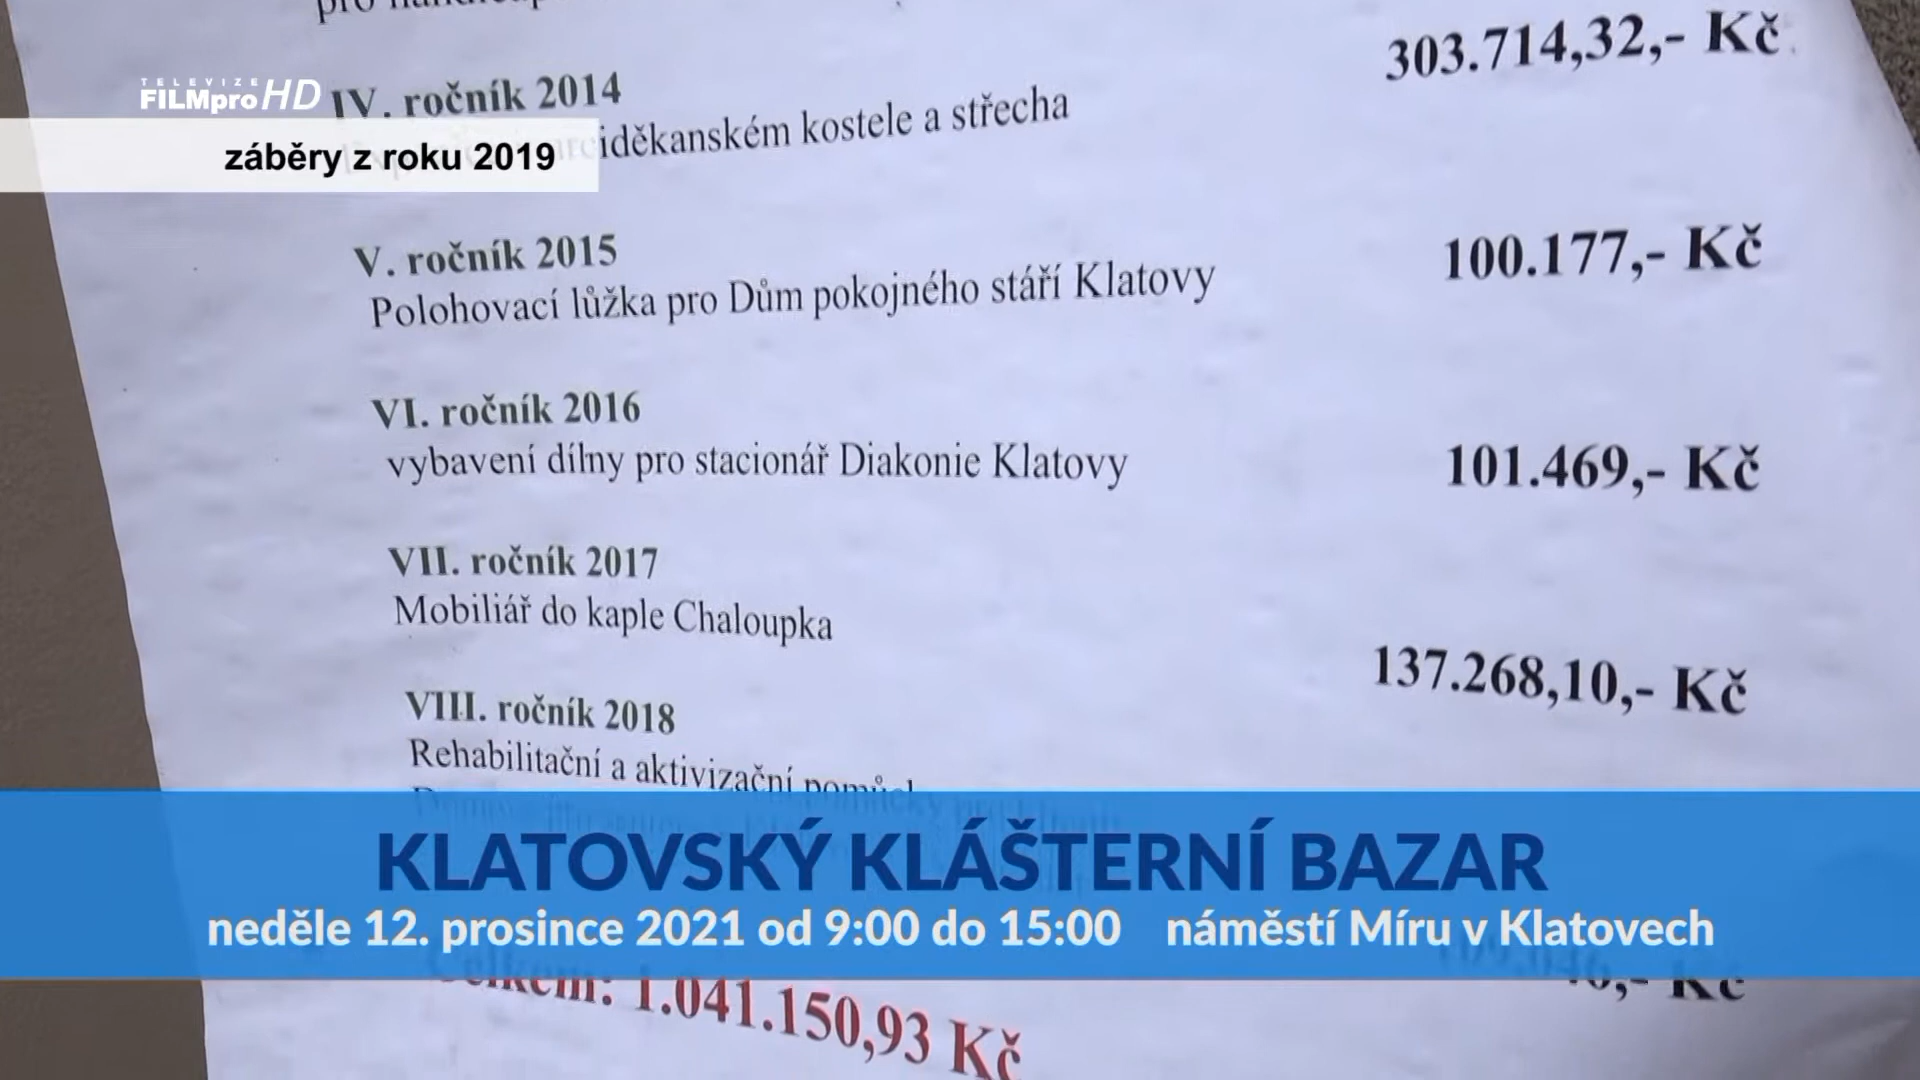 303.714,32,- Kč
TELEVIZE
FILMpro HD
IV. ročník 2014
kostele a střecha
záběry z roku 2019
V. ročník 2015
100.177,- Kč
Polohovací lůžka pro Dům pokojného stáří Klatovy
VI. ročník 2016
vybavení dílny pro stacionář Diakonie Klatovy
101.469,- Kč
VII. ročník 2017
Mobiliář do kaple Chaloupka
137.268,10,- Kč
VIII. ročník 2018
Rehabilitační a aktivizační
KLATOVSKÝ KLÁŠTERNÍ BAZAR
neděle 12. prosince 2021 od 9:00 do 15:00 náměstí Míru v Klatovech
Kč
Celkem: 1.041.150,93 Kč